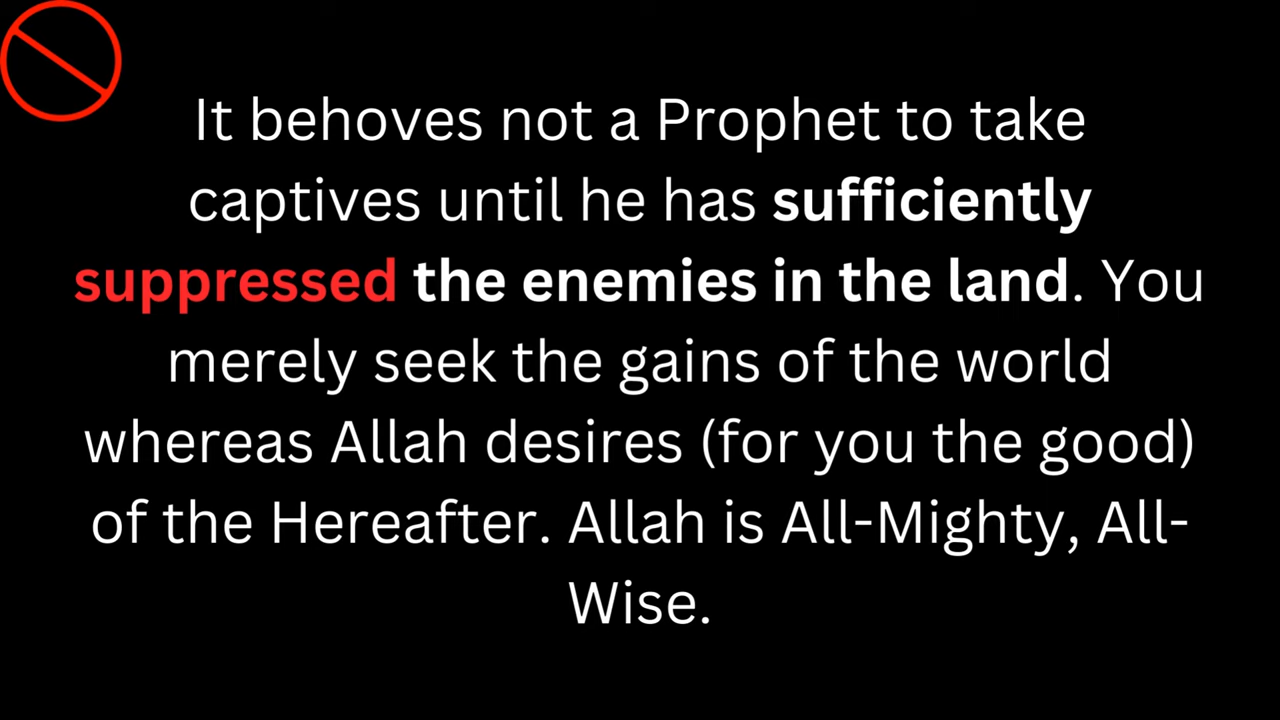 It behoves not a Prophet to take
captives until he has sufficiently
suppressed the enemies in the land. You
merely seek the gains of the world
whereas Allah desires (for you the good)
of the Hereafter. Allah is All-Mighty, All-
Wise.